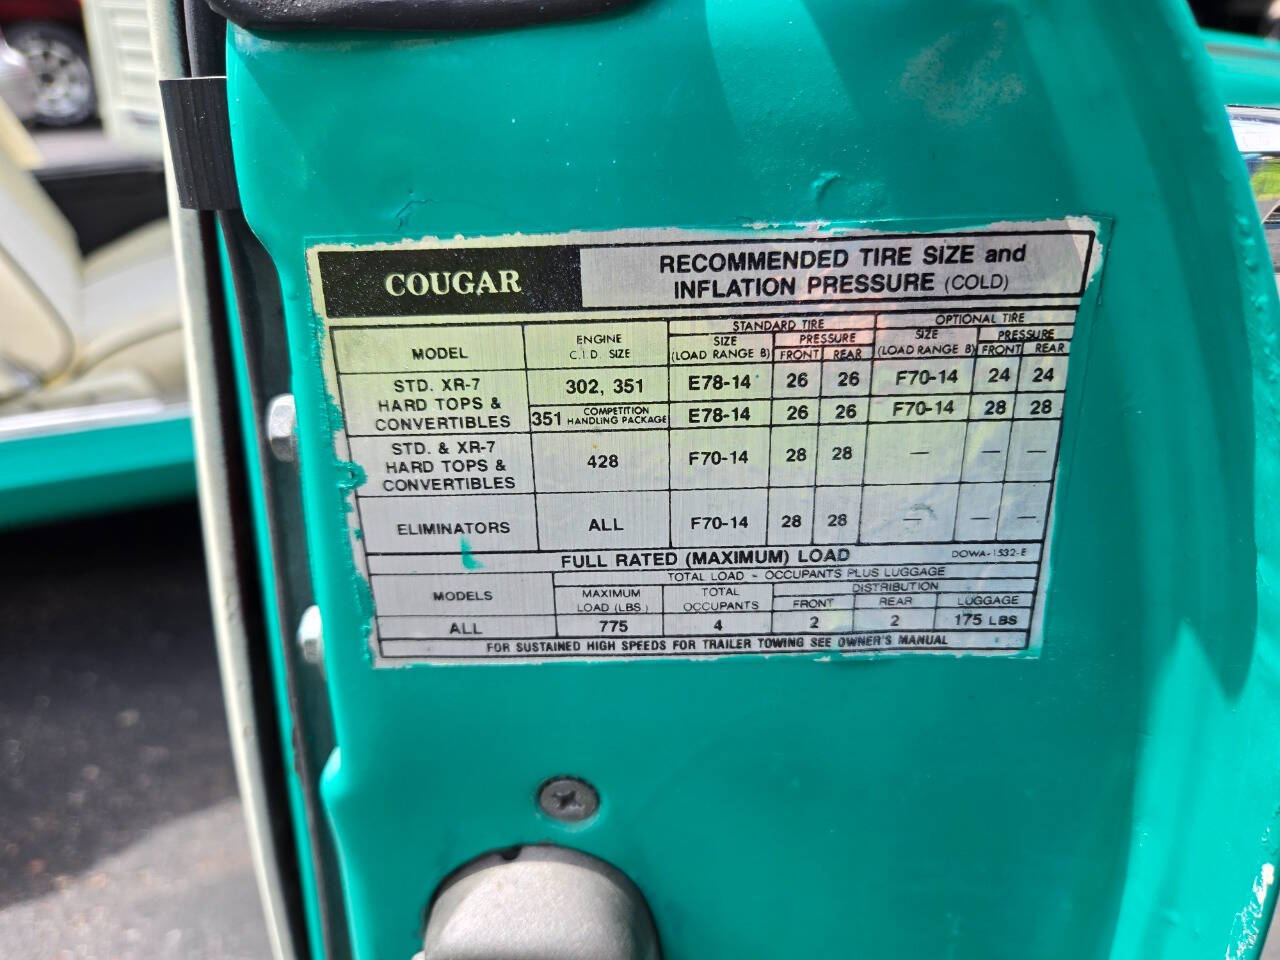 COUGAR
RECOMMENDED TIRE SIZE and
INFLATION PRESSURE (COLD)
MODEL
ENGINE
C.I.D. SIZE
STANDARD TIRE
SIZE
(LOAD RANGE B)
PRESSURE
FRONT REAR
OPTIONAL TIRE
SIZE
(LOAD RANGE B)
PRESSURE
FRONT REAR
STD. XR-7
HARD TOPS &
CONVERTIBLES
302, 351 E78-14 26 26 F70-14 24 24
351 COMPETITION
HANDLING PACKAGE E78-14 26 26 F70-14 28 28
STD. & XR-7
HARD TOPS &
CONVERTIBLES
428 F70-14 28 28 — — —
ELIMINATORS ALL F70-14 28 28 — — —
FULL RATED (MAXIMUM) LOAD DOWA-1532-E
MODELS
TOTAL LOAD - OCCUPANTS PLUS LUGGAGE
MAXIMUM
LOAD (LBS.)
TOTAL
OCCUPANTS
DISTRIBUTION
FRONT REAR LUGGAGE
ALL 775 4 2 2 175 LBS
FOR SUSTAINED HIGH SPEEDS FOR TRAILER TOWING SEE OWNER'S MANUAL